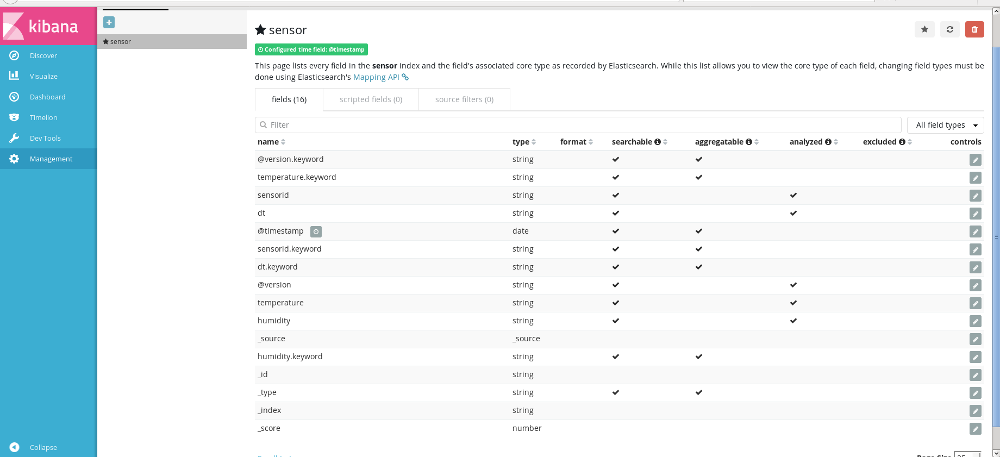 kibana
Discover
Visualize
Dashboard
Timelion
Dev Tools
Management
Collapse
sensor
sensor
Configured time field: @timestamp
This page lists every field in the sensor index and the field's associated core type as recorded by Elasticsearch. While this list allows you to view the core type of each field, changing field types must be
done using Elasticsearch's Mapping API
fields (16) scripted fields (0) source filters (0)
Filter All field types
name type format searchable aggregatable analyzed excluded controls
@version.keyword string
temperature.keyword string
sensorid string
dt string
@timestamp date
sensorid.keyword string
dt.keyword string
@version string
temperature string
humidity string
_source _source
humidity.keyword string
_id string
_type string
_index string
_score number
Page Size 25